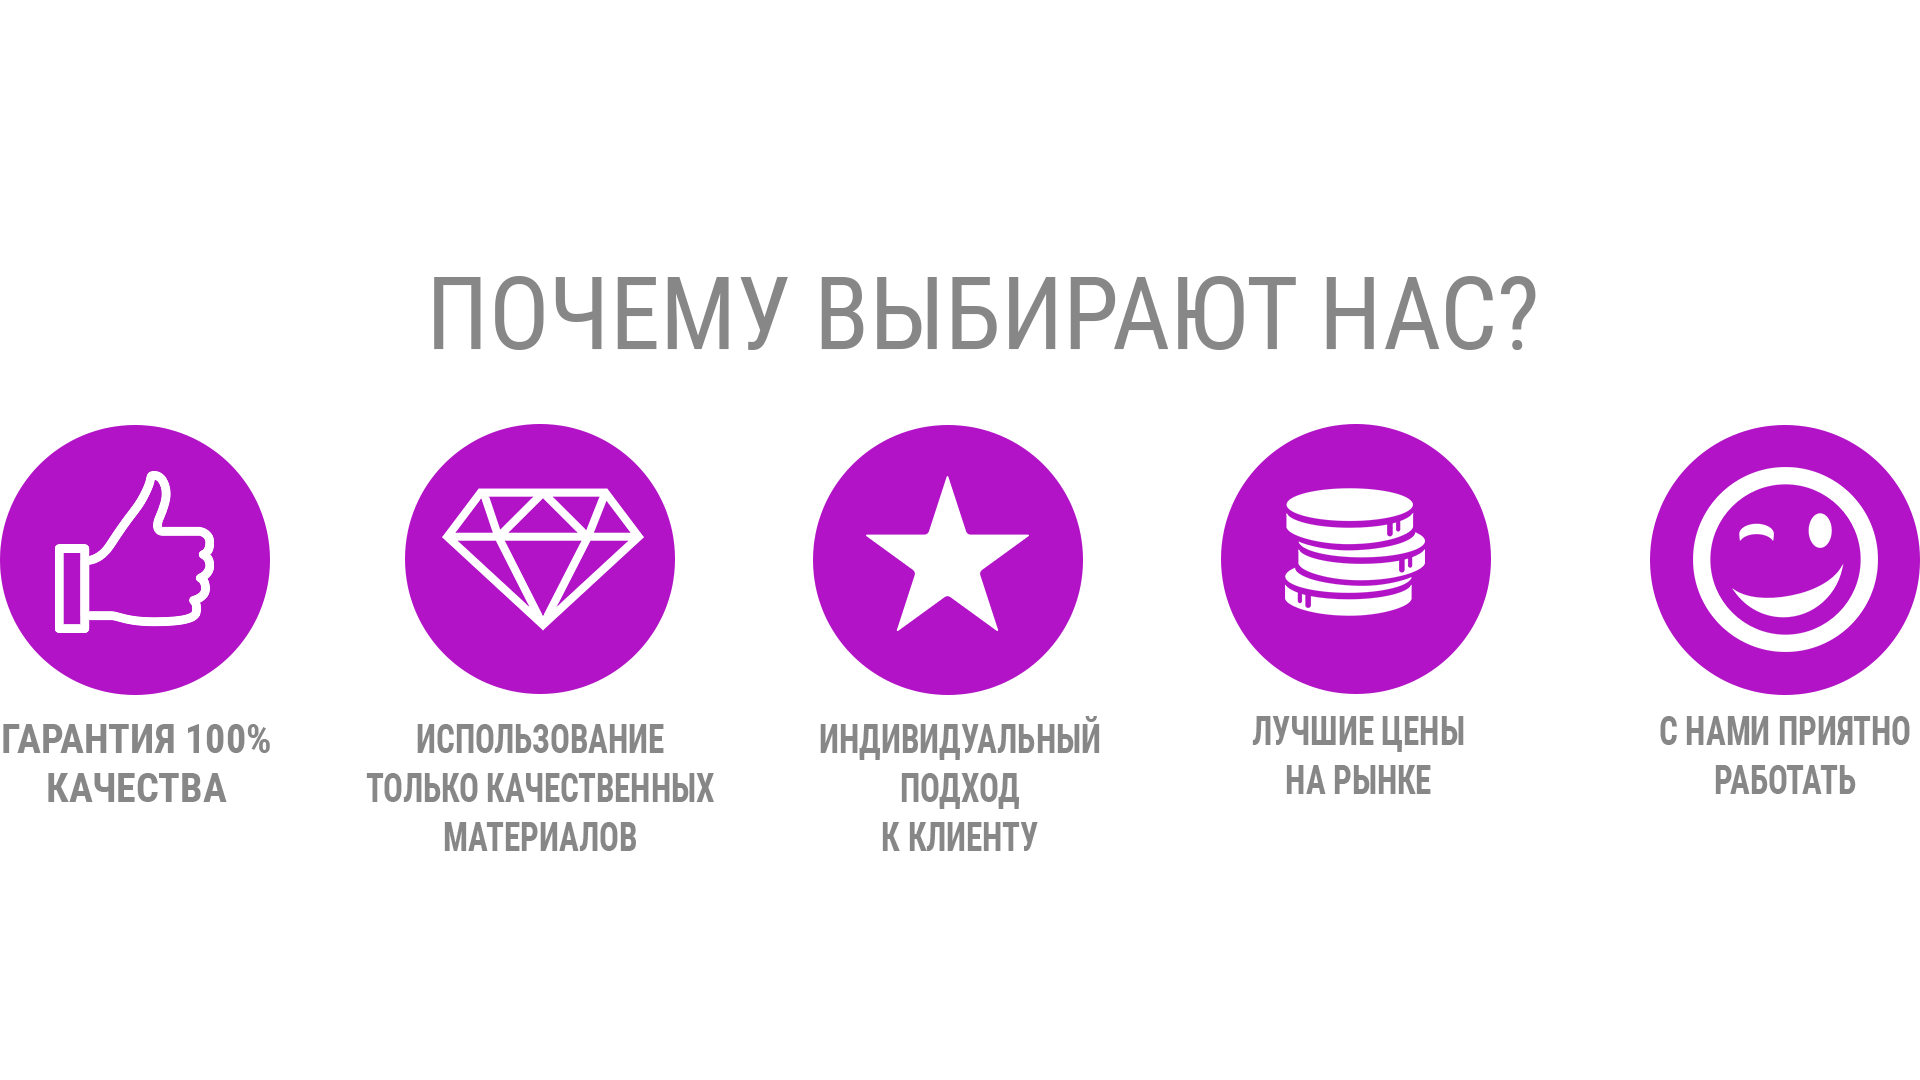 ПОЧЕМУ ВЫБИРАЮТ НАС?
ГАРАНТИЯ 100%
КАЧЕСТВА
ИСПОЛЬЗОВАНИЕ
ТОЛЬКО КАЧЕСТВЕННЫХ
МАТЕРИАЛОВ
ИНДИВИДУАЛЬНЫЙ
ПОДХОД
К КЛИЕНТУ
ЛУЧШИЕ ЦЕНЫ
НА РЫНКЕ
С НАМИ ПРИЯТНО
РАБОТАТЬ